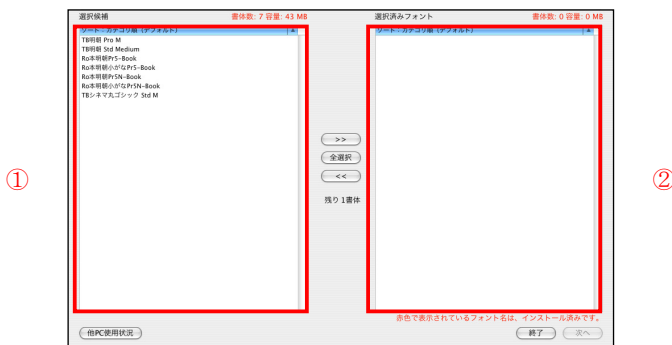 選択候補 書体数: 7 容量: 43 MB
ソート: カテゴリ順 (デフォルト)
TB明朝 Pro M
TB明朝 Std Medium
Ro本明朝Pr5-Book
Ro本明朝小がなPr5-Book
Ro本明朝Pr5N-Book
Ro本明朝小がなPr5N-Book
TBシネマ丸ゴシック Std M
①
>>
全選択
<<
残り 1書体
選択済みフォント 書体数: 0 容量: 0 MB
ソート: カテゴリ順 (デフォルト)
②
赤色で表示されているフォント名は、インストール済みです。
他PC使用状況
終了
次へ